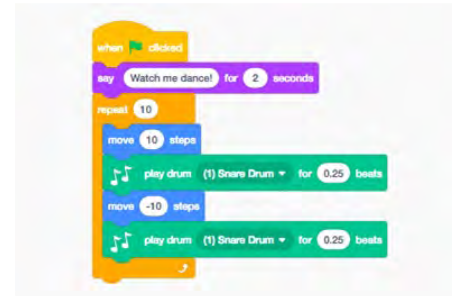 when clicked
say Watch me dance! for 2 seconds
repeat 10
move 10 steps
play drum (1) Snare Drum for 0.25 beats
move -10 steps
play drum (1) Snare Drum for 0.25 beats